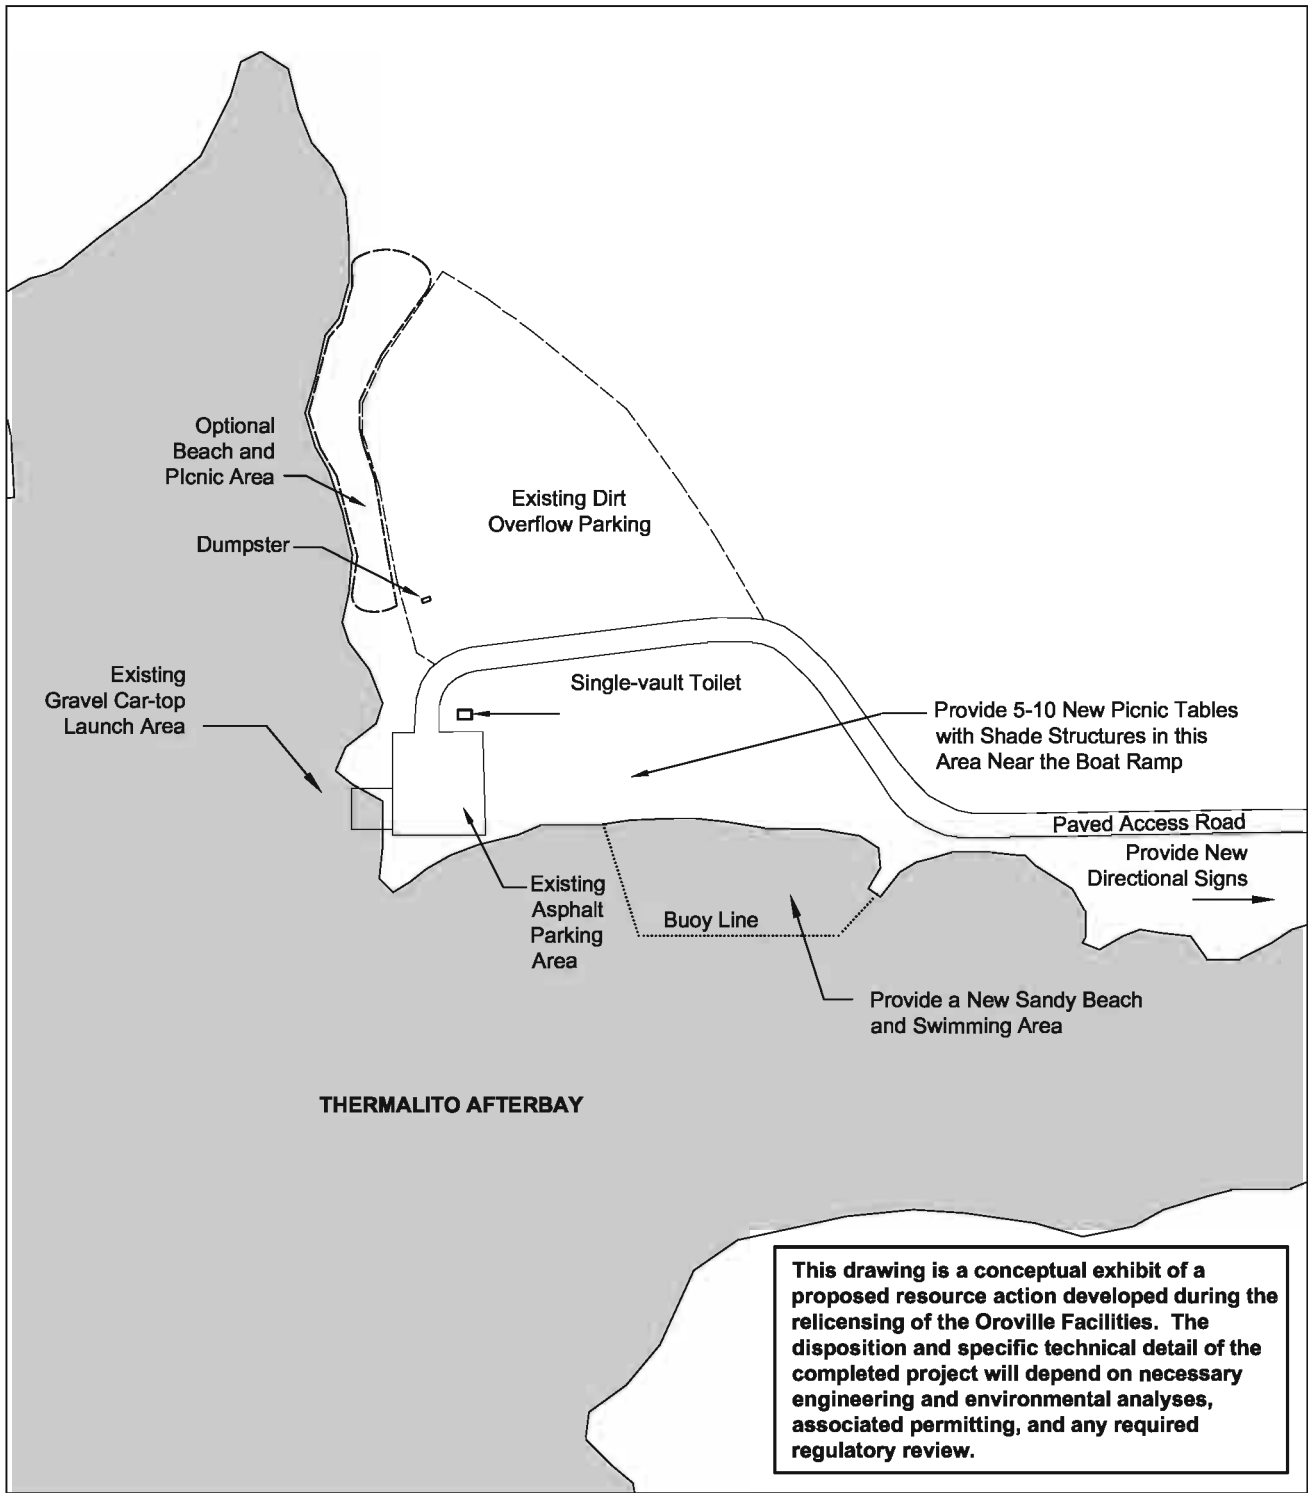 Optional
Beach and
PIcnic Area
Existing Dirt
Overflow Parking
Dumpster
Existing
Gravel Car-top
Launch Area
Single-vault Toilet
Provide 5-10 New Picnic Tables
with Shade Structures in this
Area Near the Boat Ramp
Paved Access Road
Provide New
Directional Signs
Existing
Asphalt
Parking
Area
Buoy Line
Provide a New Sandy Beach
and Swimming Area
THERMALITO AFTERBAY
This drawing is a conceptual exhibit of a
proposed resource action developed during the
relicensing of the Oroville Facilities. The
disposition and specific technical detail of the
completed project will depend on necessary
engineering and environmental analyses,
associated permitting, and any required
regulatory review.